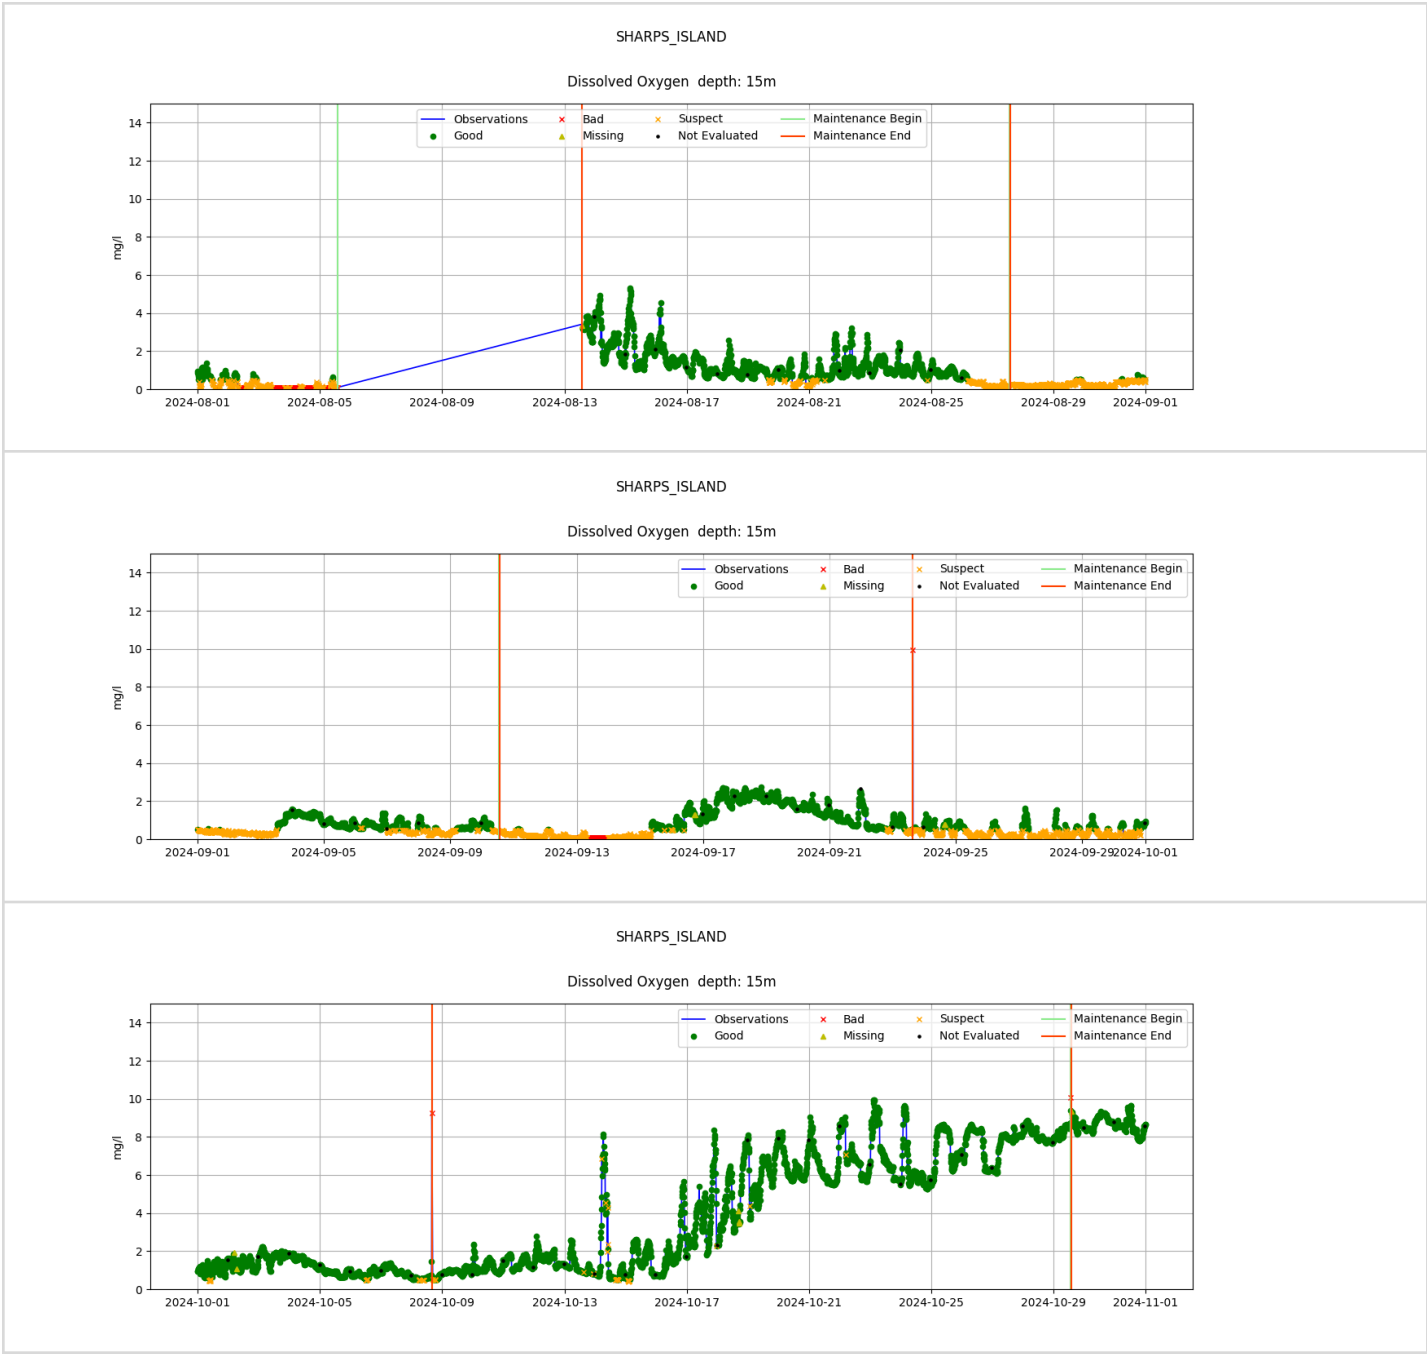 SHARPS_ISLAND
Dissolved Oxygen depth: 15m
Observations Bad Suspect Maintenance Begin
Good Missing Not Evaluated Maintenance End
14
12
10
8
6
4
2
0
mg/l
2024-08-01 2024-08-05 2024-08-09 2024-08-13 2024-08-17 2024-08-21 2024-08-25 2024-08-29 2024-09-01
SHARPS_ISLAND
Dissolved Oxygen depth: 15m
Observations Bad Suspect Maintenance Begin
Good Missing Not Evaluated Maintenance End
14
12
10
8
6
4
2
0
mg/l
2024-09-01 2024-09-05 2024-09-09 2024-09-13 2024-09-17 2024-09-21 2024-09-25 2024-09-29 2024-10-01
SHARPS_ISLAND
Dissolved Oxygen depth: 15m
Observations Bad Suspect Maintenance Begin
Good Missing Not Evaluated Maintenance End
14
12
10
8
6
4
2
0
mg/l
2024-10-01 2024-10-05 2024-10-09 2024-10-13 2024-10-17 2024-10-21 2024-10-25 2024-10-29 2024-11-01